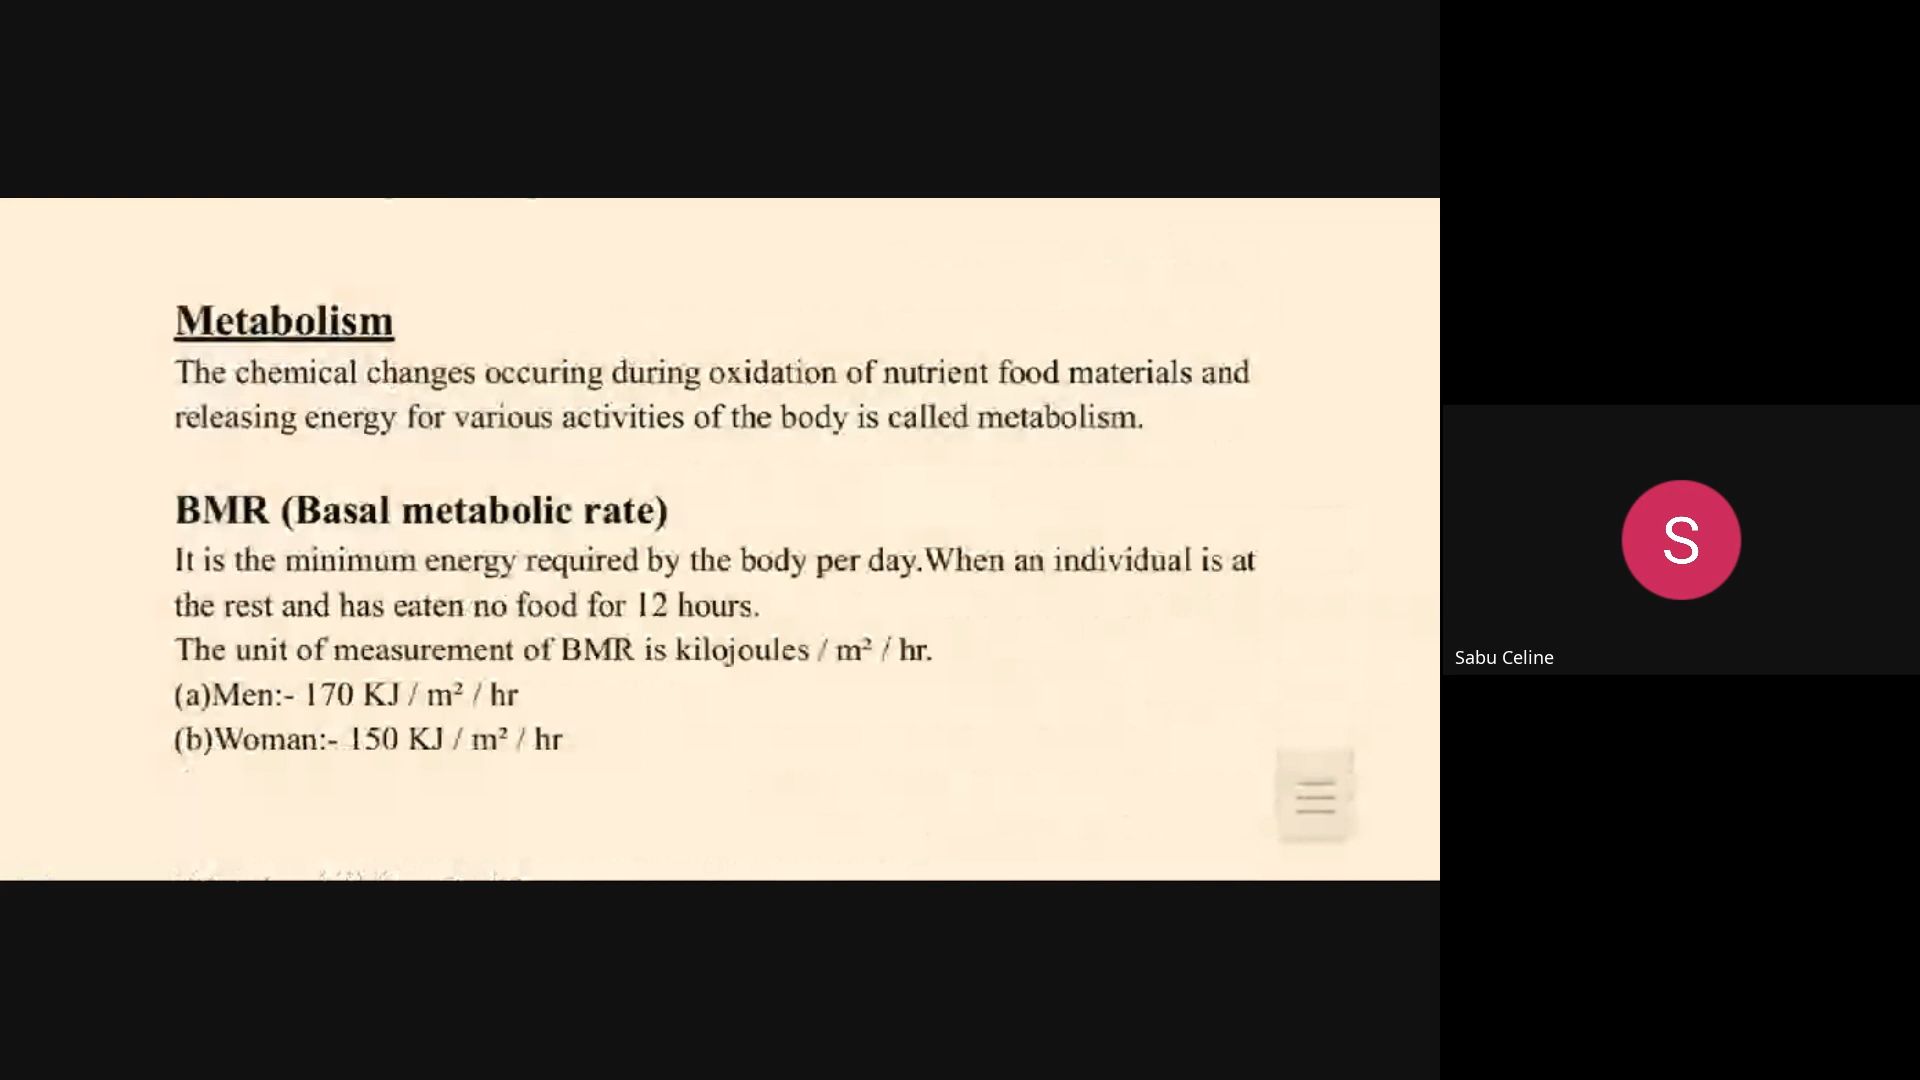 Metabolism
The chemical changes occuring during oxidation of nutrient food materials and
releasing energy for various activities of the body is called metabolism.
BMR (Basal metabolic rate)
It is the minimum energy required by the body per day.When an individual is at
the rest and has eaten no food for 12 hours.
The unit of measurement of BMR is kilojoules / m² / hr.
(a)Men:- 170 KJ / m² / hr
(b)Woman:- 150 KJ / m² / hr
S
Sabu Celine